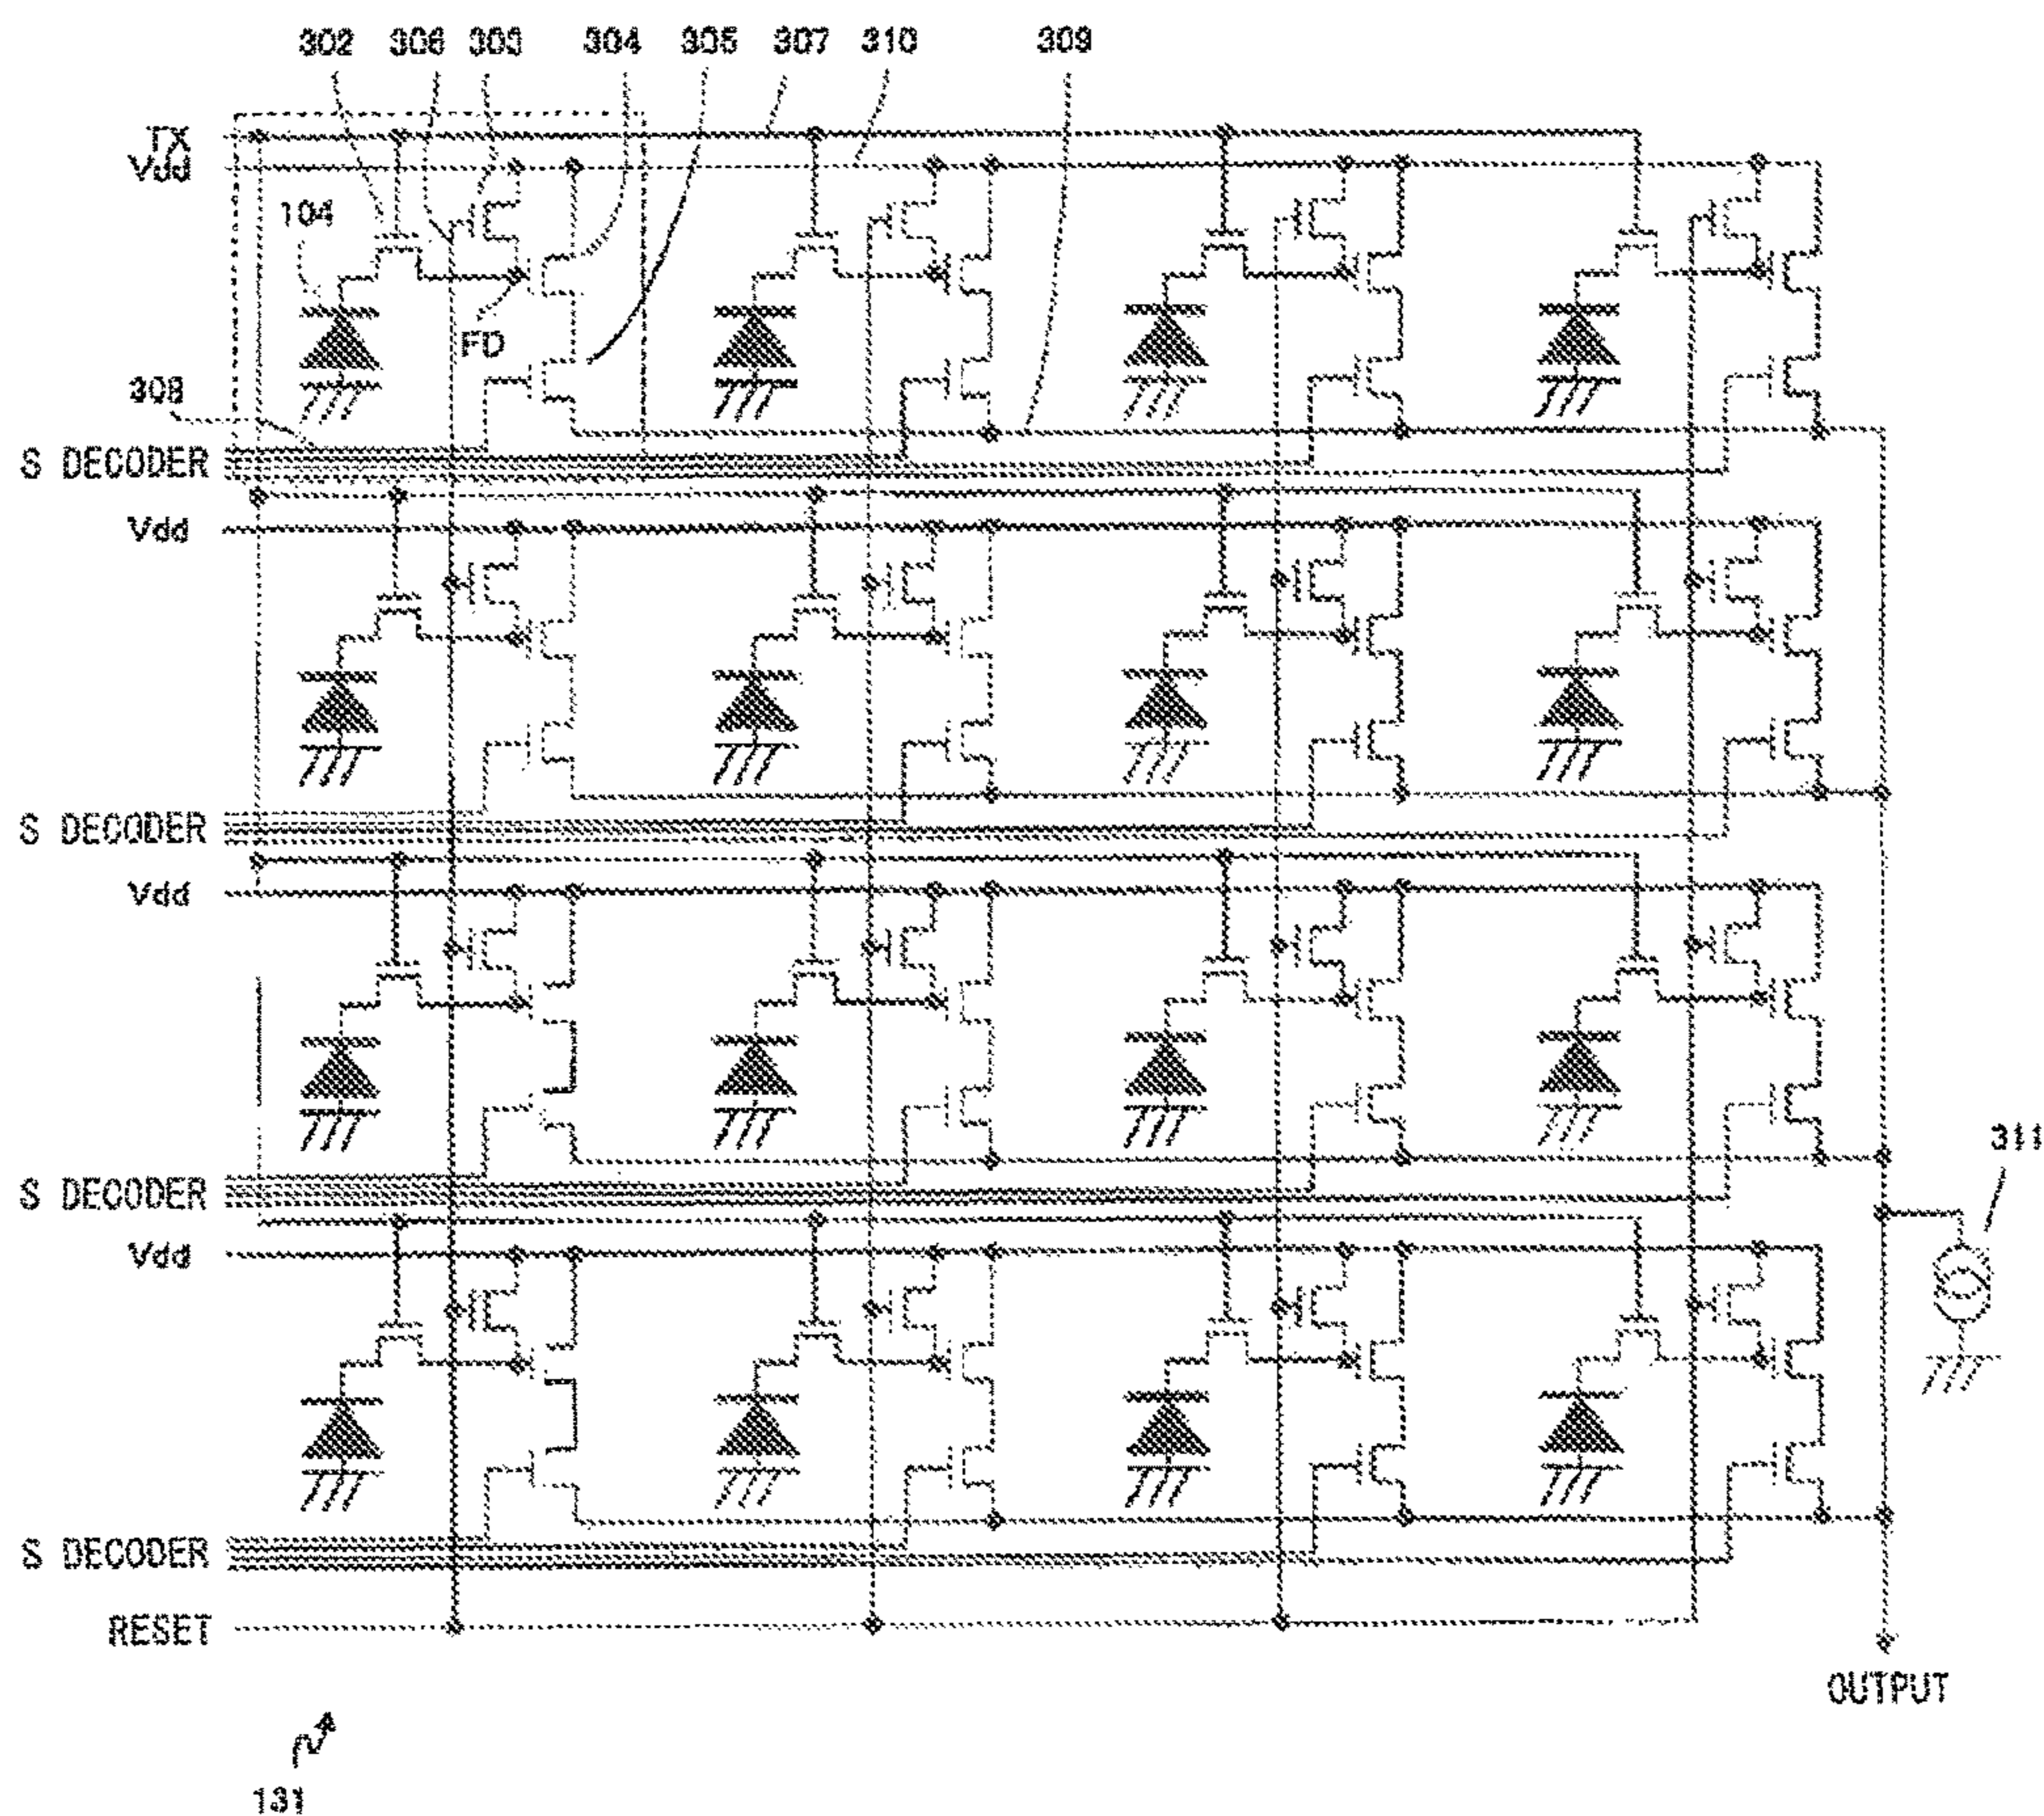 302 306 303 304 305 307 310 309
TX
Vdd
104
FD
308
S DECODER
Vdd
S DECODER
Vdd
311
S DECODER
Vdd
S DECODER
RESET
OUTPUT
131